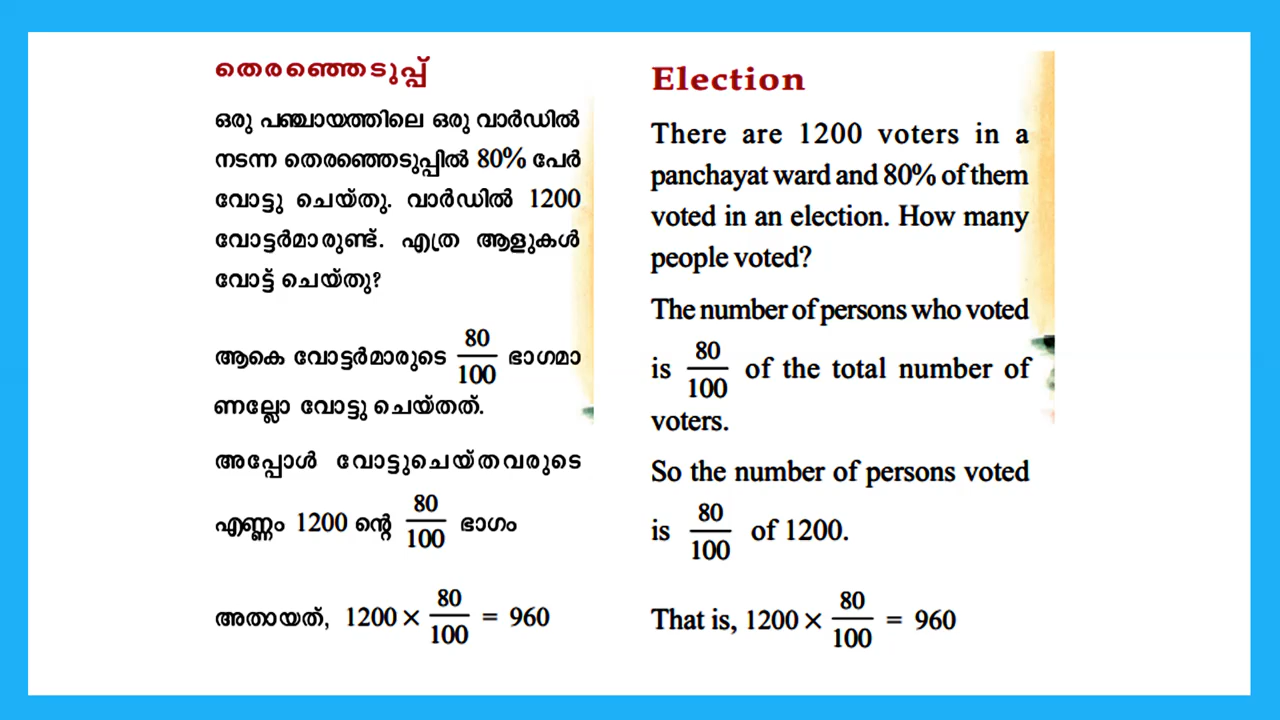 തെരഞ്ഞെടുപ്പ്
ഒരു പഞ്ചായത്തിലെ ഒരു വാർഡിൽ
നടന്ന തെരഞ്ഞെടുപ്പിൽ 80% പേർ
വോട്ടു ചെയ്തു. വാർഡിൽ 1200
വോട്ടർമാരുണ്ട്. എത്ര ആളുകൾ
വോട്ട് ചെയ്തു?
ആകെ വോട്ടർമാരുടെ 80/100 ഭാഗമാ
ണല്ലോ വോട്ടു ചെയ്തത്.
അപ്പോൾ വോട്ടുചെയ്തവരുടെ
എണ്ണം 1200 ന്റെ 80/100 ഭാഗം
അതായത്, 1200 × 80/100 = 960
Election
There are 1200 voters in a
panchayat ward and 80% of them
voted in an election. How many
people voted?
The number of persons who voted
is 80/100 of the total number of
voters.
So the number of persons voted
is 80/100 of 1200.
That is, 1200 × 80/100 = 960